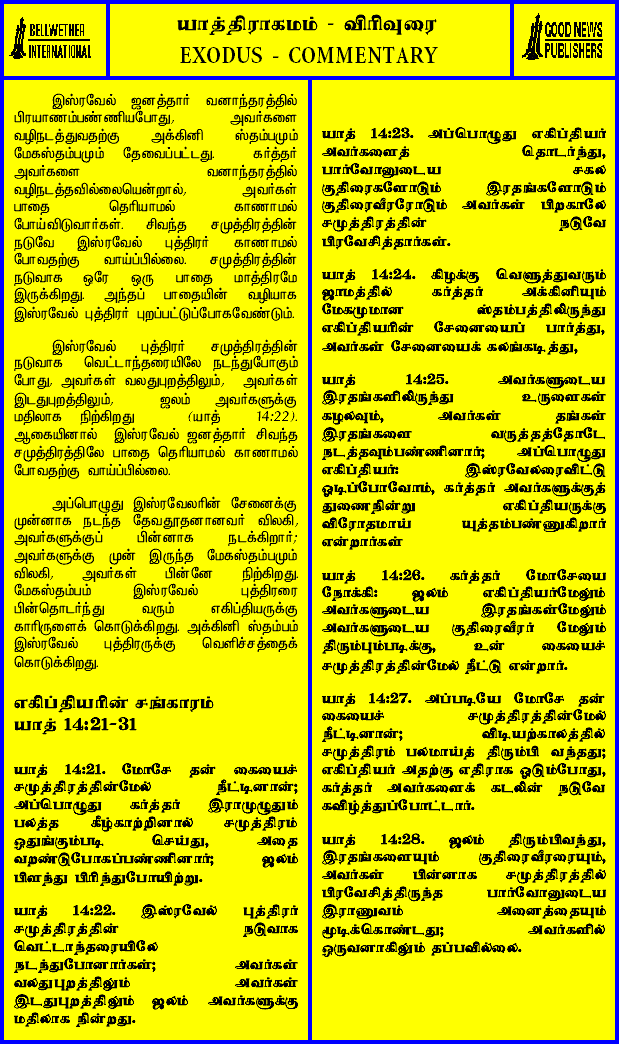 BELLWETHER
INTERNATIONAL
யாத்திராகமம் - விரிவுரை
EXODUS - COMMENTARY
GOOD NEWS
PUBLISHERS
இஸ்ரவேல் ஜனத்தார் வனாந்தரத்தில்
பிரயாணம்பண்ணியபோது, அவர்களை
வழிநடத்துவதற்கு அக்கினி ஸ்தம்பமும்
மேகஸ்தம்பமும் தேவைப்பட்டது. கர்த்தர்
அவர்களை வனாந்தரத்தில்
வழிநடத்தவில்லையென்றால், அவர்கள்
பாதை தெரியாமல் காணாமல்
போய்விடுவார்கள். சிவந்த சமுத்திரத்தின்
நடுவே இஸ்ரவேல் புத்திரர் காணாமல்
போவதற்கு வாய்ப்பில்லை. சமுத்திரத்தின்
நடுவாக ஒரே ஒரு பாதை மாத்திரமே
இருக்கிறது. அந்தப் பாதையின் வழியாக
இஸ்ரவேல் புத்திரர் புறப்பட்டுப்போகவேண்டும்.
இஸ்ரவேல் புத்திரர் சமுத்திரத்தின்
நடுவாக வெட்டாந்தரையிலே நடந்துபோகும்
போது, அவர்கள் வலதுபுறத்திலும், அவர்கள்
இடதுபுறத்திலும், ஜலம் அவர்களுக்கு
மதிலாக நிற்கிறது (யாத் 14:22).
ஆகையினால் இஸ்ரவேல் ஜனத்தார் சிவந்த
சமுத்திரத்திலே பாதை தெரியாமல் காணாமல்
போவதற்கு வாய்ப்பில்லை.
அப்பொழுது இஸ்ரவேலரின் சேனைக்கு
முன்னாக நடந்த தேவதூதனானவர் விலகி,
அவர்களுக்குப் பின்னாக நடக்கிறார்;
அவர்களுக்கு முன் இருந்த மேகஸ்தம்பமும்
விலகி, அவர்கள் பின்னே நிற்கிறது.
மேகஸ்தம்பம் இஸ்ரவேல் புத்திரரை
பின்தொடர்ந்து வரும் எகிப்தியருக்கு
காரிருளைக் கொடுக்கிறது. அக்கினி ஸ்தம்பம்
இஸ்ரவேல் புத்திரருக்கு வெளிச்சத்தைக்
கொடுக்கிறது.
எகிப்தியரின் சங்காரம்
யாத் 14:21-31
யாத் 14:21. மோசே தன் கையைச்
சமுத்திரத்தின்மேல் நீட்டினான்;
அப்பொழுது கர்த்தர் இராமுழுதும்
பலத்த கீழ்காற்றினால் சமுத்திரம்
ஒதுங்கும்படி செய்து, அதை
வறண்டுபோகப்பண்ணினார்; ஜலம்
பிளந்து பிரிந்துபோயிற்று.
யாத் 14:22. இஸ்ரவேல் புத்திரர்
சமுத்திரத்தின் நடுவாக
வெட்டாந்தரையிலே
நடந்துபோனார்கள்; அவர்கள்
வலதுபுறத்திலும் அவர்கள்
இடதுபுறத்திலும் ஜலம் அவர்களுக்கு
மதிலாக நின்றது.
யாத் 14:23. அப்பொழுது எகிப்தியர்
அவர்களைத் தொடர்ந்து,
பார்வோனுடைய சகல
குதிரைகளோடும் இரதங்களோடும்
குதிரைவீரரோடும் அவர்கள் பிறகாலே
சமுத்திரத்தின் நடுவே
பிரவேசித்தார்கள்.
யாத் 14:24. கிழக்கு வெளுத்துவரும்
ஜாமத்தில் கர்த்தர் அக்கினியும்
மேகமுமான ஸ்தம்பத்திலிருந்து
எகிப்தியரின் சேனையைப் பார்த்து,
அவர்கள் சேனையைக் கலங்கடித்து,
யாத் 14:25. அவர்களுடைய
இரதங்களிலிருந்து உருளைகள்
கழலவும், அவர்கள் தங்கள்
இரதங்களை வருத்தத்தோடே
நடத்தவும்பண்ணினார்; அப்பொழுது
எகிப்தியர்: இஸ்ரவேலரைவிட்டு
ஓடிப்போவோம், கர்த்தர் அவர்களுக்குத்
துணைநின்று எகிப்தியருக்கு
விரோதமாய் யுத்தம்பண்ணுகிறார்
என்றார்கள்
யாத் 14:26. கர்த்தர் மோசேயை
நோக்கி: ஜலம் எகிப்தியர்மேலும்
அவர்களுடைய இரதங்கள்மேலும்
அவர்களுடைய குதிரைவீரர் மேலும்
திரும்பும்படிக்கு, உன் கையைச்
சமுத்திரத்தின்மேல் நீட்டு என்றார்.
யாத் 14:27. அப்படியே மோசே தன்
கையைச் சமுத்திரத்தின்மேல்
நீட்டினான்; விடியற்காலத்தில்
சமுத்திரம் பலமாய்த் திரும்பி வந்தது;
எகிப்தியர் அதற்கு எதிராக ஓடும்போது,
கர்த்தர் அவர்களைக் கடலின் நடுவே
கவிழ்த்துப்போட்டார்.
யாத் 14:28. ஜலம் திரும்பிவந்து,
இரதங்களையும் குதிரைவீரரையும்,
அவர்கள் பின்னாக சமுத்திரத்தில்
பிரவேசித்திருந்த பார்வோனுடைய
இராணுவம் அனைத்தையும்
மூடிக்கொண்டது; அவர்களில்
ஒருவனாகிலும் தப்பவில்லை.